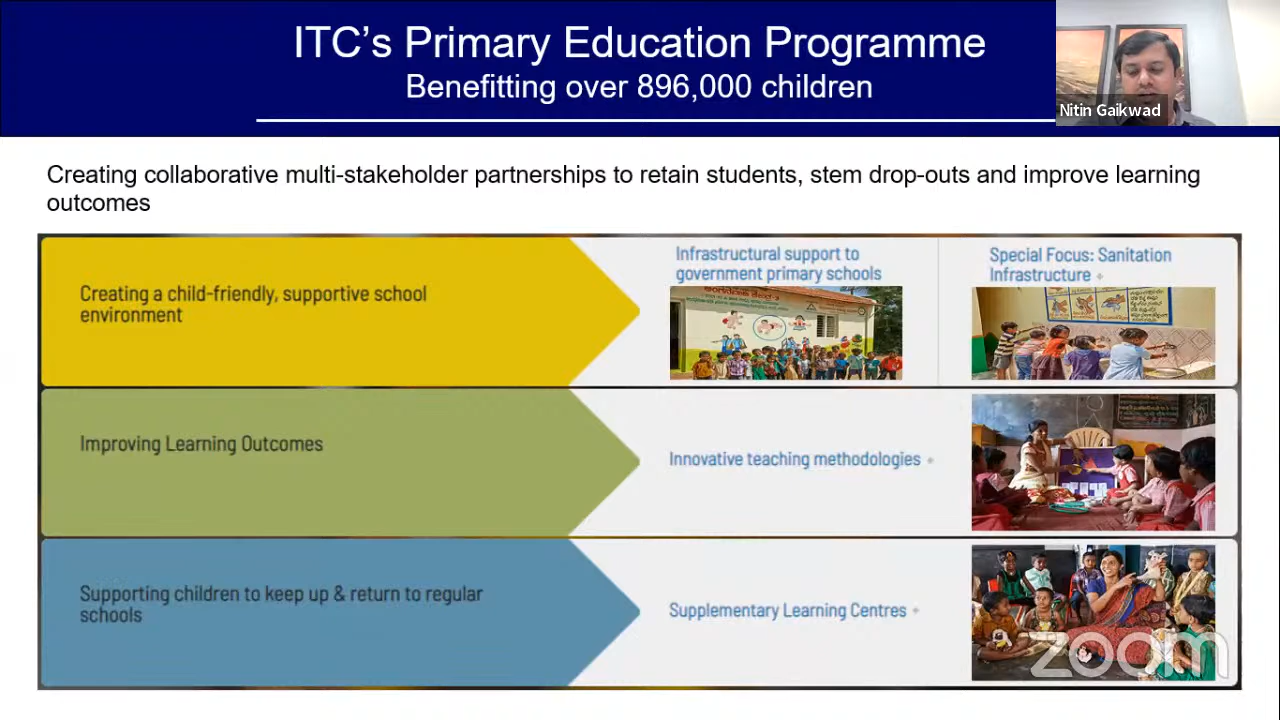 ITC's Primary Education Programme
Benefitting over 896,000 children
Nitin Gaikwad
Creating collaborative multi-stakeholder partnerships to retain students, stem drop-outs and improve learning
outcomes
Creating a child-friendly, supportive school
environment
Infrastructural support to
government primary schools
Special Focus: Sanitation
Infrastructure +
Improving Learning Outcomes
Innovative teaching methodologies +
Supporting children to keep up & return to regular
schools
Supplementary Learning Centres +
zoom